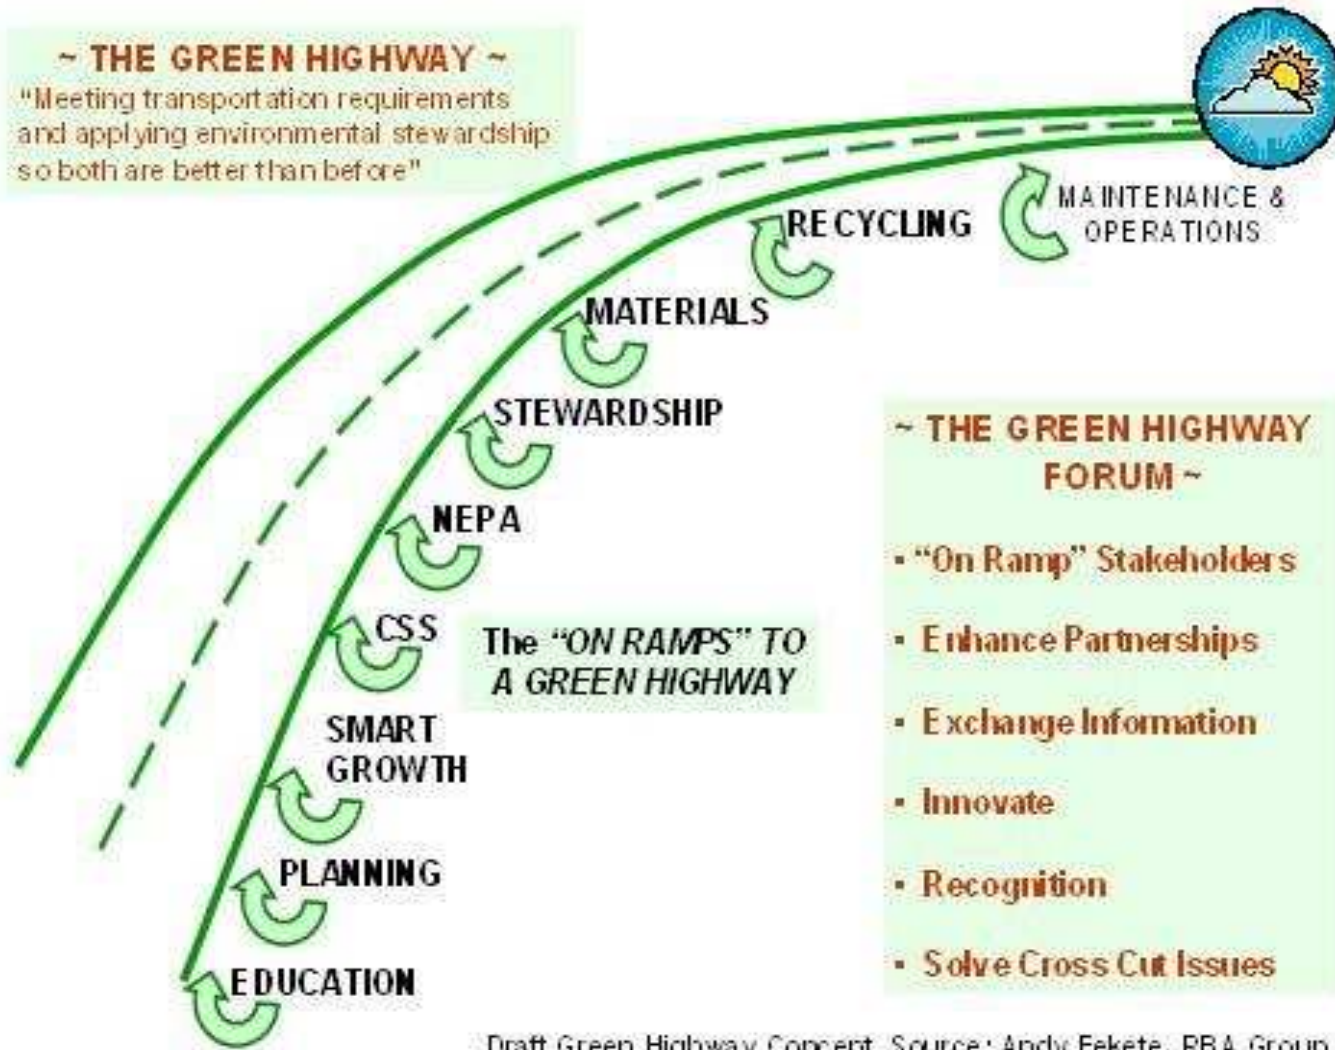 ~ THE GREEN HIGHWAY ~
"Meeting transportation requirements
and applying environmental stewardship
so both are better than before"
MAINTENANCE &
OPERATIONS
RECYCLING
MATERIALS
STEWARDSHIP
NEPA
CSS
SMART
GROWTH
PLANNING
EDUCATION
The "ON RAMPS" TO
A GREEN HIGHWAY
~ THE GREEN HIGHWAY
FORUM ~
▪ "On Ramp" Stakeholders
▪ Enhance Partnerships
▪ Exchange Information
▪ Innovate
▪ Recognition
▪ Solve Cross Cut Issues
Draft Green Highway Concept. Source: Andy Fekete, RBA Group